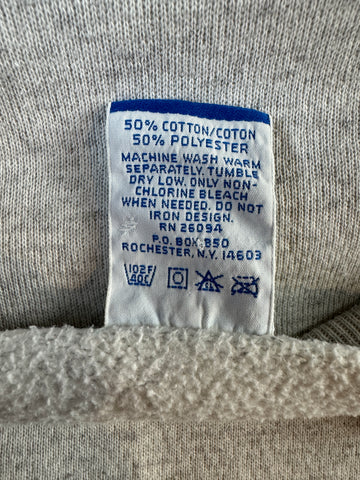 50% COTTON/COTON
50% POLYESTER
MACHINE WASH WARM
SEPARATELY. TUMBLE
DRY LOW. ONLY NON-
CHLORINE BLEACH
WHEN NEEDED. DO NOT
IRON DESIGN.
RN 26094
P.O. BOX 850
ROCHESTER, N.Y. 14603
102F
40C